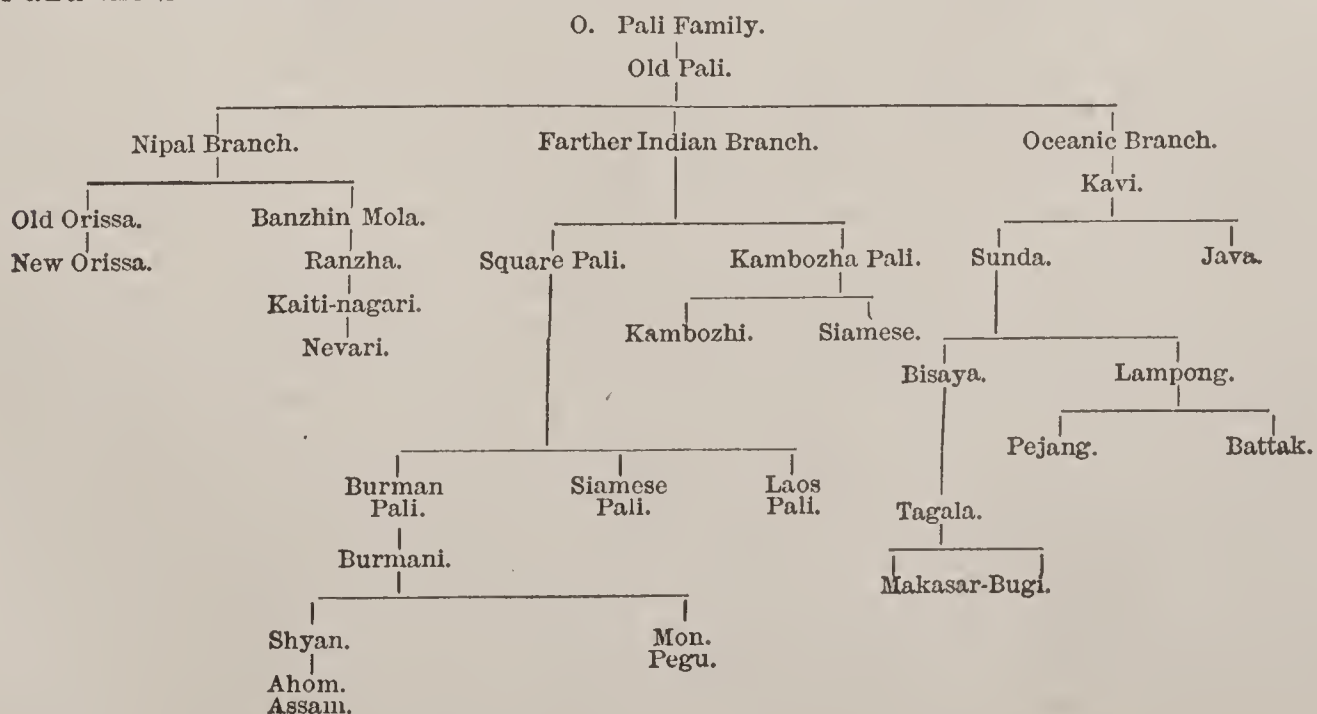 O. Pali Family.
Old Pali.
Nipal Branch. Farther Indian Branch. Oceanic Branch.
Kavi.
Old Orissa. Banzhin Mola.
New Orissa. Ranzha. Square Pali. Kambozha Pali. Sunda. Java.
Kaiti-nagari.
Kambozhi. Siamese.
Nevari.
Bisaya. Lampong.
Pejang. Battak.
Burman Siamese Laos
Pali. Pali. Pali.
Tagala.
Burmani.
Makasar-Bugi.
Shyan. Mon.
Pegu.
Ahom.
Assam.